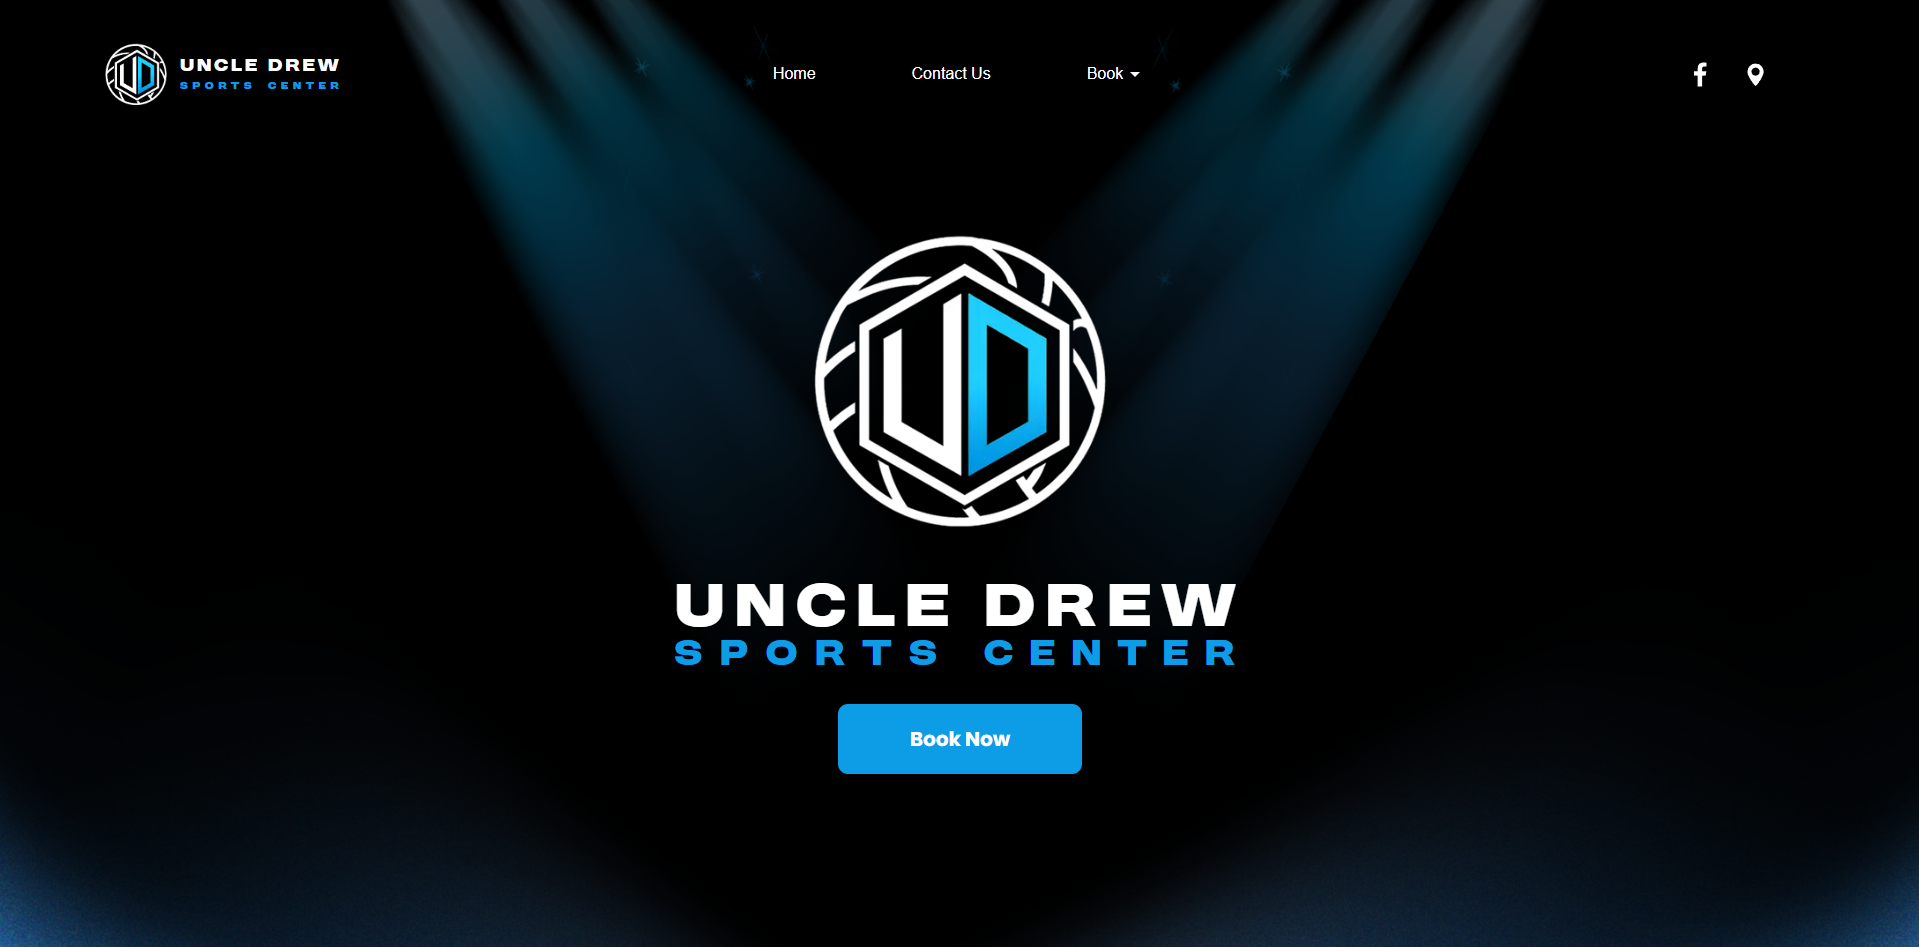 UNCLE DREW
SPORTS CENTER
Home
Contact Us
Book
UD
UNCLE DREW
SPORTS CENTER
Book Now